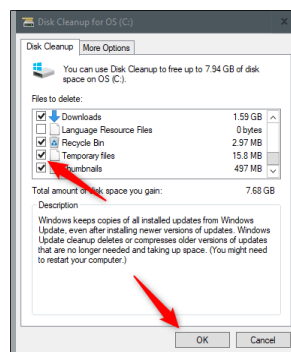 Disk Cleanup for OS (C:)
Disk Cleanup More Options
You can use Disk Cleanup to free up to 7.94 GB of disk
space on OS (C:).
Files to delete:
Downloads 1.59 GB
Language Resource Files 0 bytes
Recycle Bin 2.97 MB
Temporary files 15.8 MB
Thumbnails 497 MB
Total amount of disk space you gain: 7.68 GB
Description
Windows keeps copies of all installed updates from Windows
Update, even after installing newer versions of updates. Windows
Update cleanup deletes or compresses older versions of updates
that are no longer needed and taking up space. (You might need
to restart your computer.)
OK Cancel